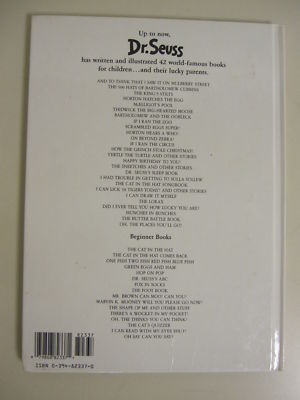 Up to now,
Dr. Seuss
has written and illustrated 42 world-famous books
for children...and their lucky parents.
AND TO THINK THAT I SAW IT ON MULBERRY STREET
THE 500 HATS OF BARTHOLOMEW CUBBINS
THE KING'S STILTS
HORTON HATCHES THE EGG
McELLIGOT'S POOL
THIDWICK THE BIG-HEARTED MOOSE
BARTHOLOMEW AND THE OOBLECK
IF I RAN THE ZOO
SCRAMBLED EGGS SUPER!
HORTON HEARS A WHO!
ON BEYOND ZEBRA!
IF I RAN THE CIRCUS
HOW THE GRINCH STOLE CHRISTMAS!
YERTLE THE TURTLE AND OTHER STORIES
HAPPY BIRTHDAY TO YOU!
THE SNEETCHES AND OTHER STORIES
DR. SEUSS'S SLEEP BOOK
I HAD TROUBLE IN GETTING TO SOLLA SOLLEW
THE CAT IN THE HAT SONGBOOK
I CAN LICK 30 TIGERS TODAY! AND OTHER STORIES
I CAN DRAW IT MYSELF
THE LORAX
DID I EVER TELL YOU HOW LUCKY YOU ARE?
HUNCHES IN BUNCHES
THE BUTTER BATTLE BOOK
OH, THE PLACES YOU'LL GO!
Beginner Books
THE CAT IN THE HAT
THE CAT IN THE HAT COMES BACK
ONE FISH TWO FISH RED FISH BLUE FISH
GREEN EGGS AND HAM
HOP ON POP
DR. SEUSS'S ABC
FOX IN SOCKS
THE FOOT BOOK
MR. BROWN CAN MOO! CAN YOU?
MARVIN K. MOONEY WILL YOU PLEASE GO NOW!
THE SHAPE OF ME AND OTHER STUFF
THERE'S A WOCKET IN MY POCKET!
OH, THE THINKS YOU CAN THINK!
THE CAT'S QUIZZER
I CAN READ WITH MY EYES SHUT!
OH SAY CAN YOU SAY?
ISBN 0-394-82337-0